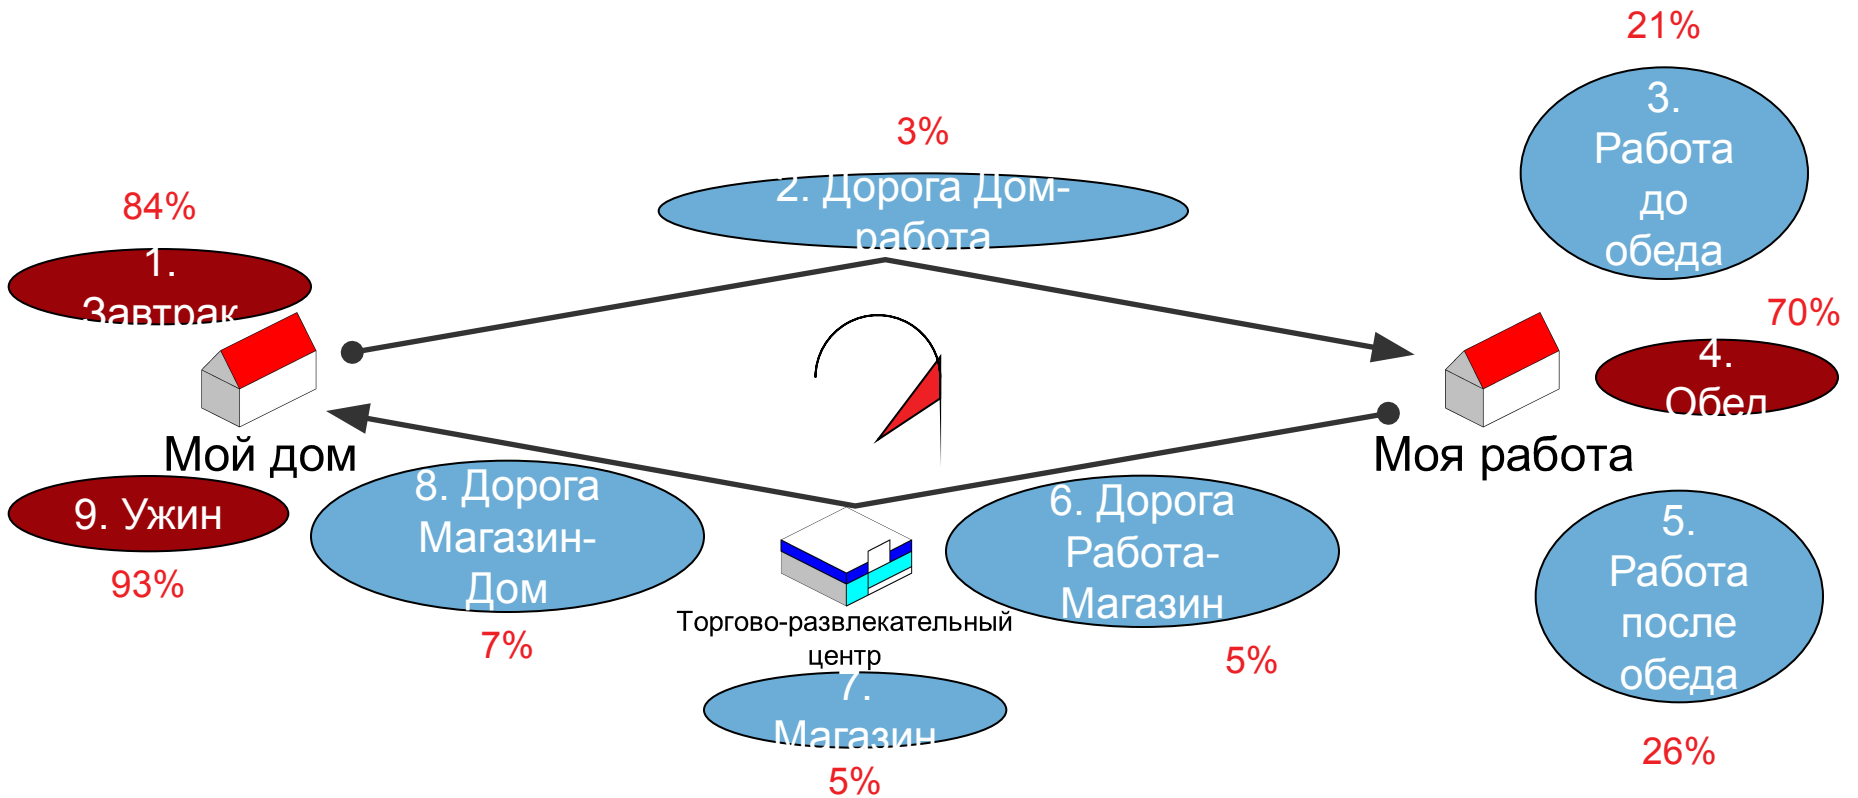 21%
3.
Работа
до
обеда
3%
2. Дорога Дом-
работа
84%
1.
Завтрак
70%
4.
Обед
Мой дом
Моя работа
9. Ужин
93%
8. Дорога
Магазин-
Дом
7%
6. Дорога
Работа-
Магазин
5%
5.
Работа
после
обеда
26%
Торгово-развлекательный
центр
7.
Магазин
5%